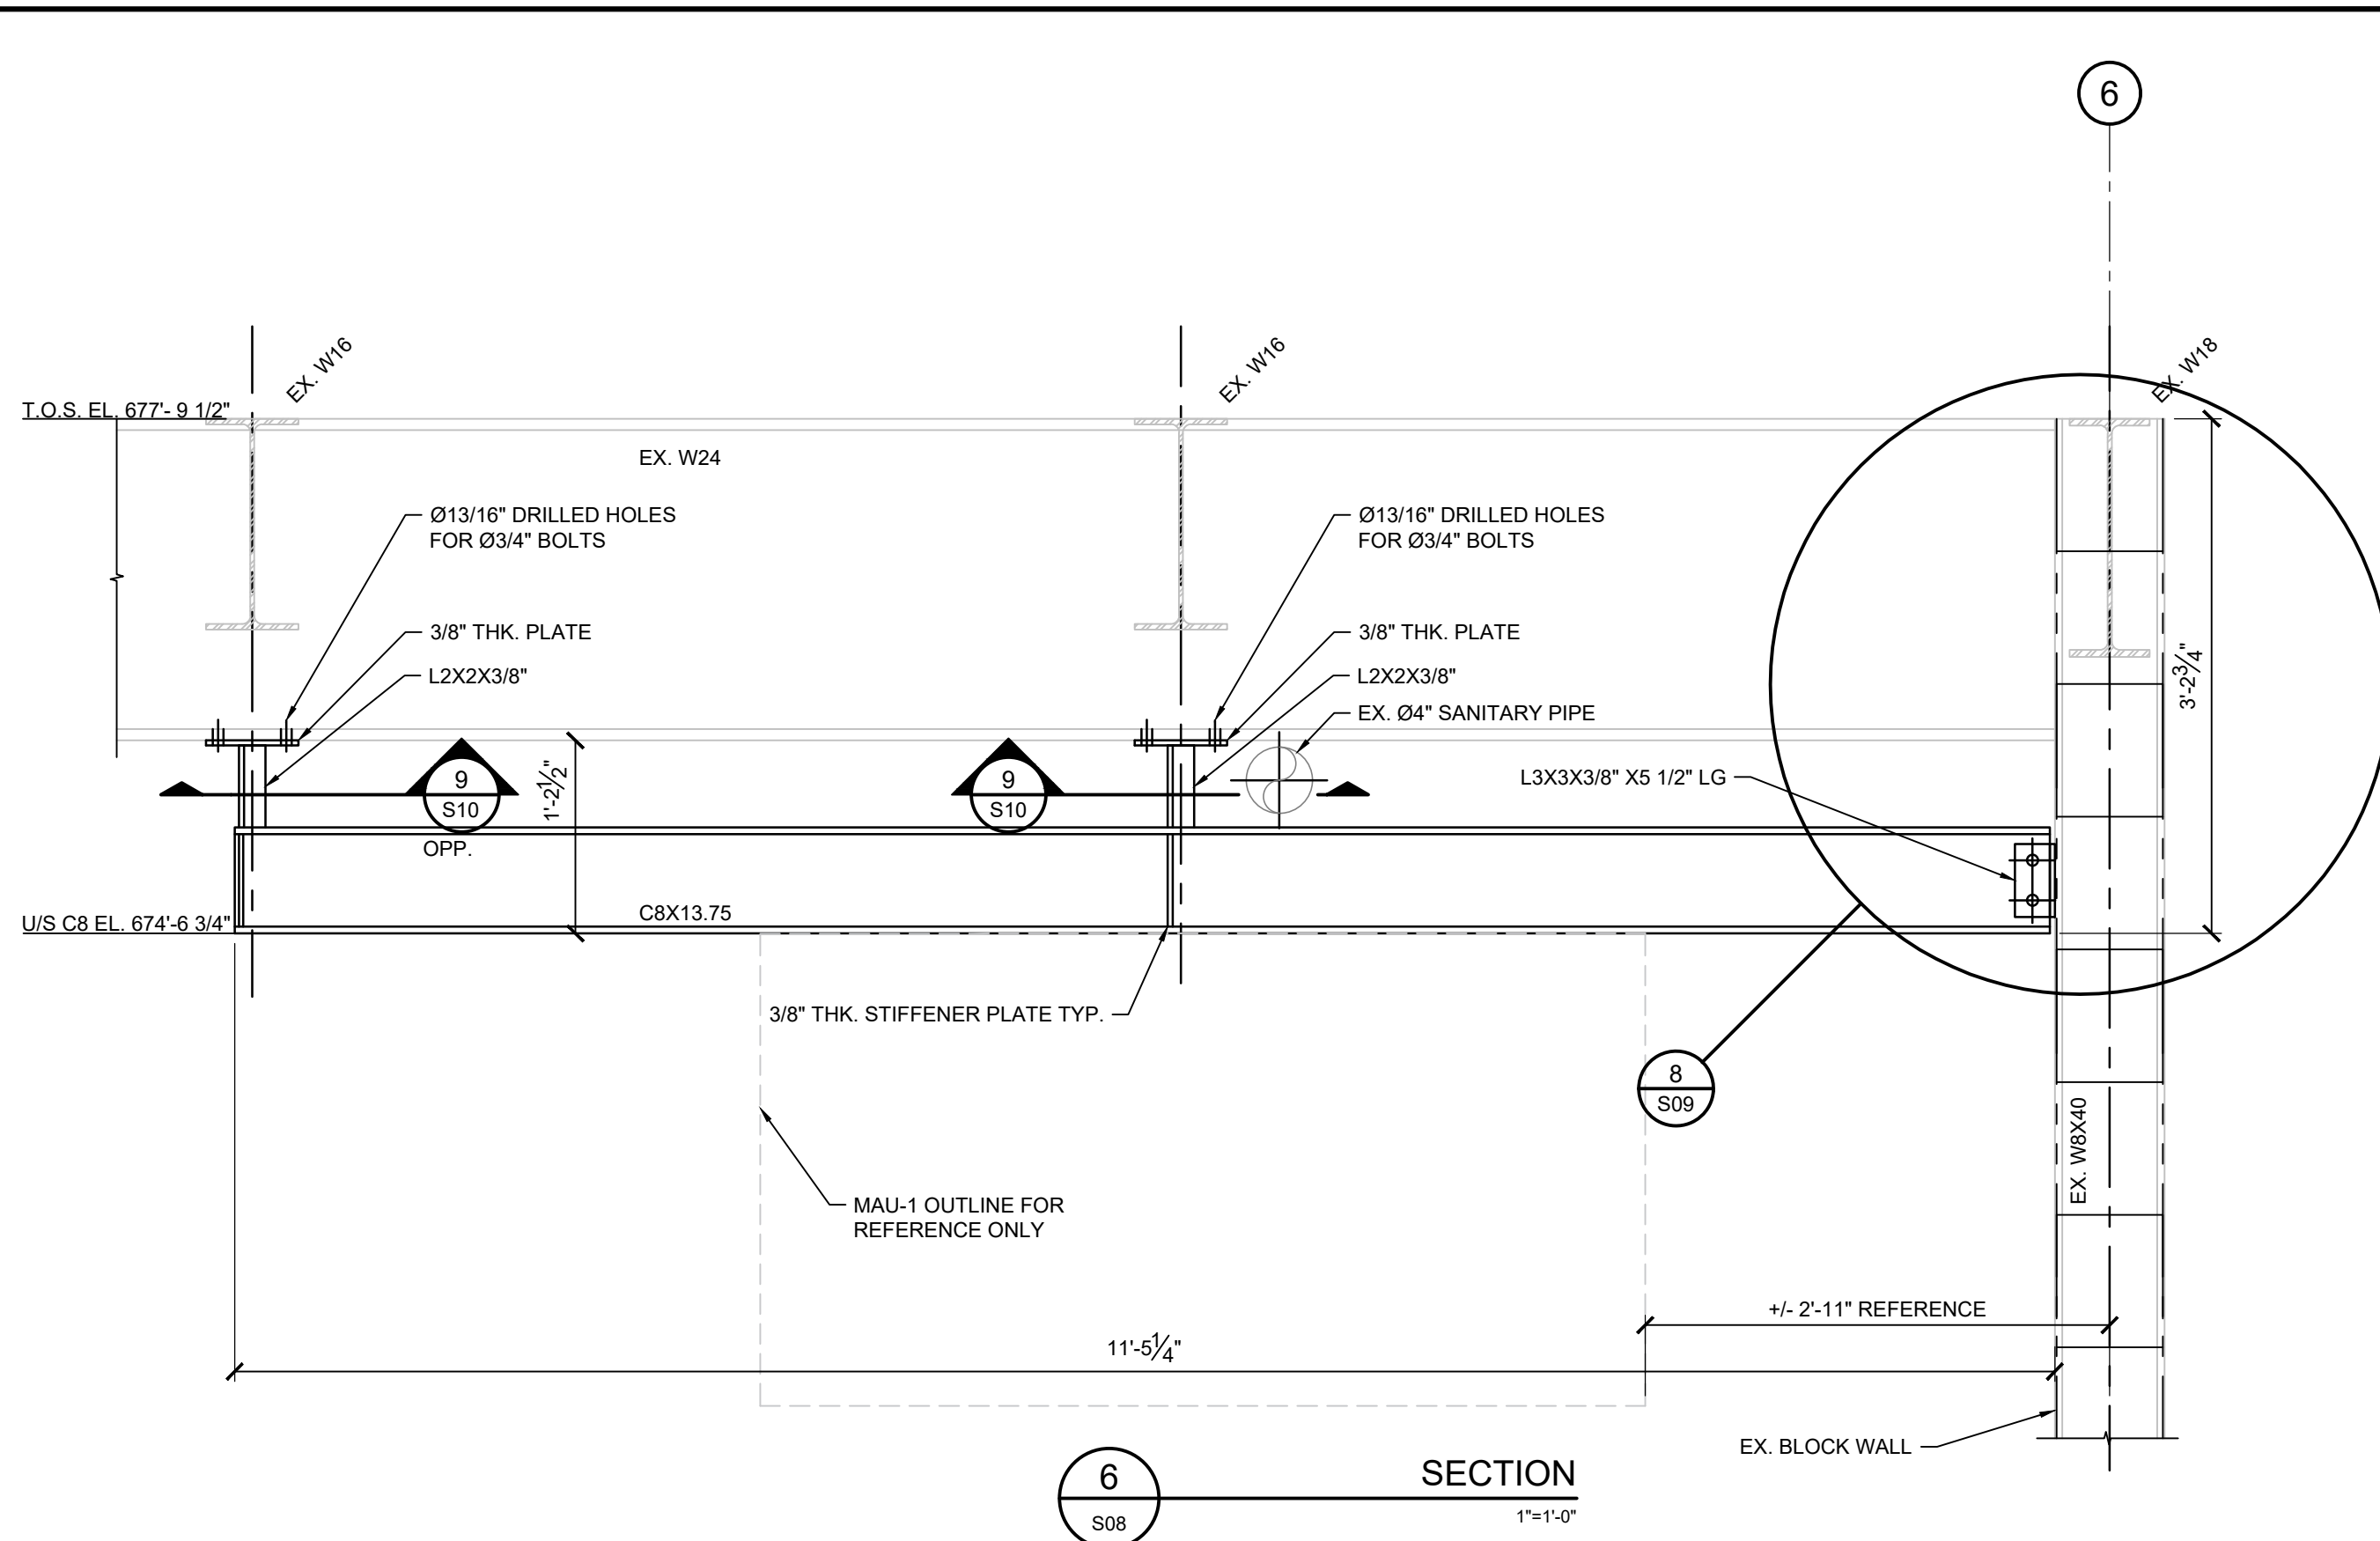 6
EX. W16
EX. W16
EX. W18
T.O.S. EL. 677'- 9 1/2"
EX. W24
Ø13/16" DRILLED HOLES
FOR Ø3/4" BOLTS
Ø13/16" DRILLED HOLES
FOR Ø3/4" BOLTS
3/8" THK. PLATE
3/8" THK. PLATE
L2X2X3/8"
L2X2X3/8"
3'-2 3/4"
EX. Ø4" SANITARY PIPE
9
S10
OPP.
1'-2 1/2"
9
S10
L3X3X3/8" X5 1/2" LG
U/S C8 EL. 674'-6 3/4"
C8X13.75
3/8" THK. STIFFENER PLATE TYP.
8
S09
EX. W8X40
MAU-1 OUTLINE FOR
REFERENCE ONLY
+/- 2'-11" REFERENCE
11'-5 1/4"
EX. BLOCK WALL
6
S08
SECTION
1"=1'-0"